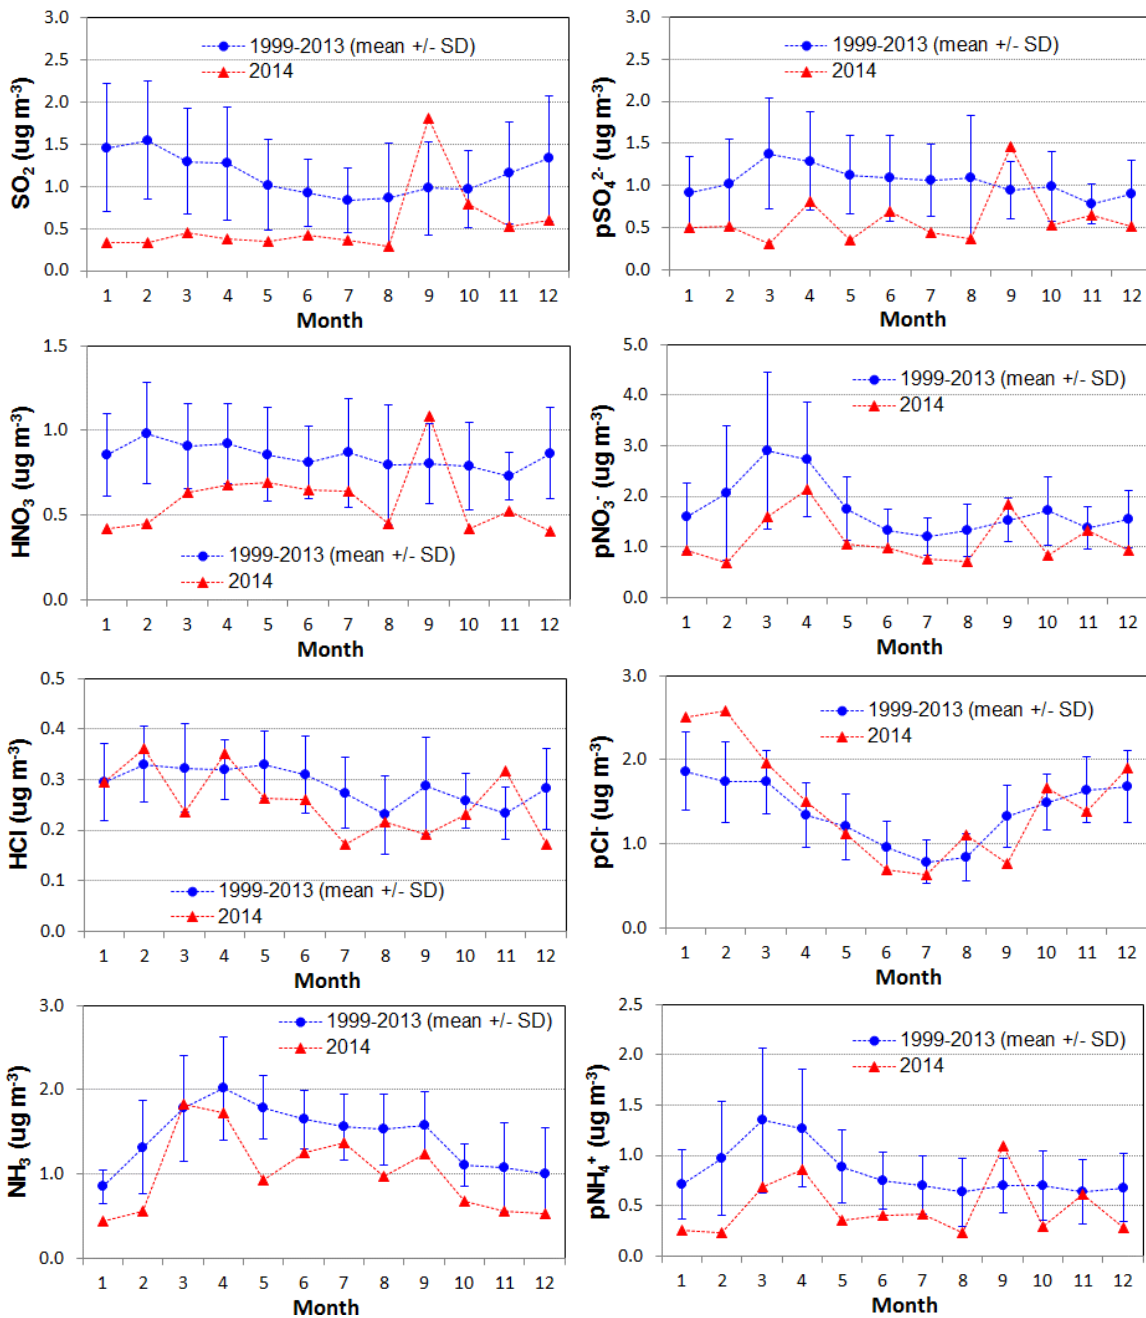 3.0
2.5
2.0
1.5
1.0
0.5
0.0
SO2 (ug m-3)
1999-2013 (mean +/- SD)
2014
1 2 3 4 5 6 7 8 9 10 11 12
Month
3.0
2.5
2.0
1.5
1.0
0.5
0.0
pSO4 2- (ug m-3)
1999-2013 (mean +/- SD)
2014
1 2 3 4 5 6 7 8 9 10 11 12
Month
1.5
1.0
0.5
0.0
HNO3 (ug m-3)
1999-2013 (mean +/- SD)
2014
1 2 3 4 5 6 7 8 9 10 11 12
Month
5.0
4.0
3.0
2.0
1.0
0.0
pNO3- (ug m-3)
1999-2013 (mean +/- SD)
2014
1 2 3 4 5 6 7 8 9 10 11 12
Month
0.5
0.4
0.3
0.2
0.1
0.0
HCl (ug m-3)
1999-2013 (mean +/- SD)
2014
1 2 3 4 5 6 7 8 9 10 11 12
Month
3.0
2.0
1.0
0.0
pCl- (ug m-3)
1999-2013 (mean +/- SD)
2014
1 2 3 4 5 6 7 8 9 10 11 12
Month
3.0
2.0
1.0
0.0
NH3 (ug m-3)
1999-2013 (mean +/- SD)
2014
1 2 3 4 5 6 7 8 9 10 11 12
Month
2.5
2.0
1.5
1.0
0.5
0.0
pNH4+ (ug m-3)
1999-2013 (mean +/- SD)
2014
1 2 3 4 5 6 7 8 9 10 11 12
Month